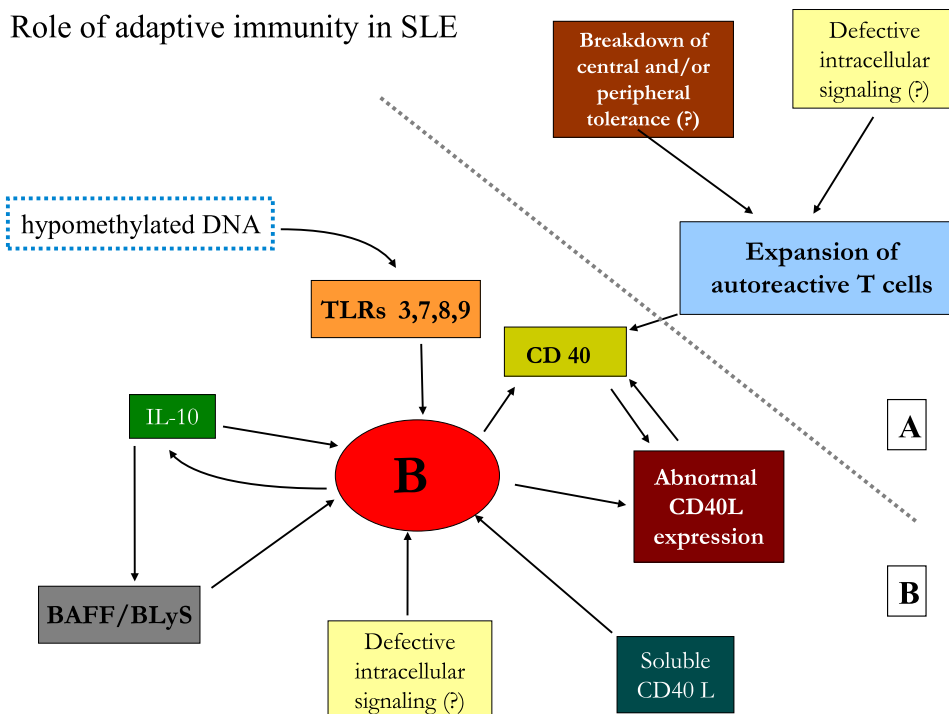 Role of adaptive immunity in SLE
Breakdown of
central and/or
peripheral
tolerance (?)
Defective
intracellular
signaling (?)
hypomethylated DNA
Expansion of
autoreactive T cells
TLRs 3,7,8,9
CD 40
IL-10
A
B
Abnormal
CD40L
expression
B
BAFF/BLyS
Defective
intracellular
signaling (?)
Soluble
CD40 L